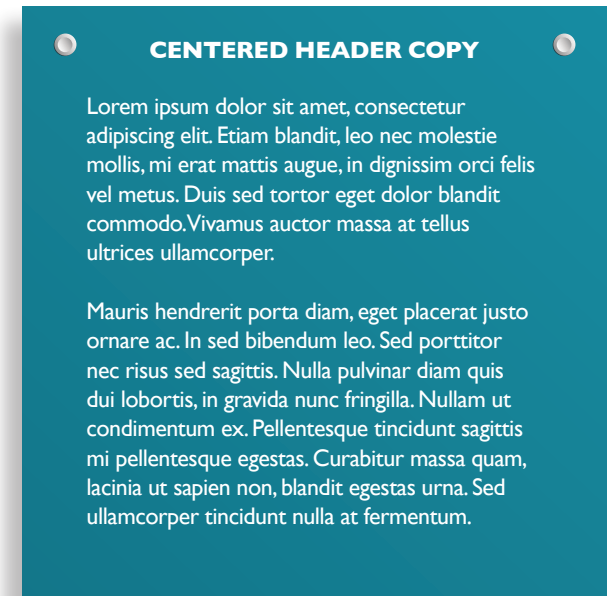 CENTERED HEADER COPY
Lorem ipsum dolor sit amet, consectetur
adipiscing elit. Etiam blandit, leo nec molestie
mollis, mi erat mattis augue, in dignissim orci felis
vel metus. Duis sed tortor eget dolor blandit
commodo. Vivamus auctor massa at tellus
ultrices ullamcorper.
Mauris hendrerit porta diam, eget placerat justo
ornare ac. In sed bibendum leo. Sed porttitor
nec risus sed sagittis. Nulla pulvinar diam quis
dui lobortis, in gravida nunc fringilla. Nullam ut
condimentum ex. Pellentesque tincidunt sagittis
mi pellentesque egestas. Curabitur massa quam,
lacinia ut sapien non, blandit egestas urna. Sed
ullamcorper tincidunt nulla at fermentum.